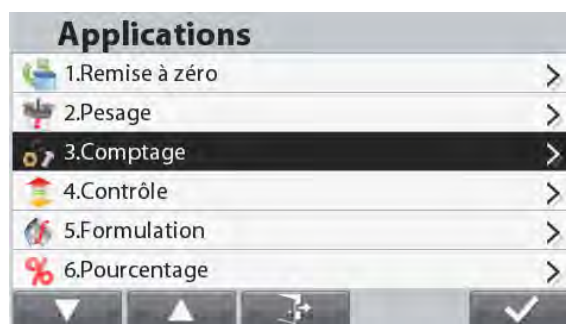 Applications
1.Remise à zéro
2.Pesage
3.Comptage
4.Contrôle
5.Formulation
6.Pourcentage